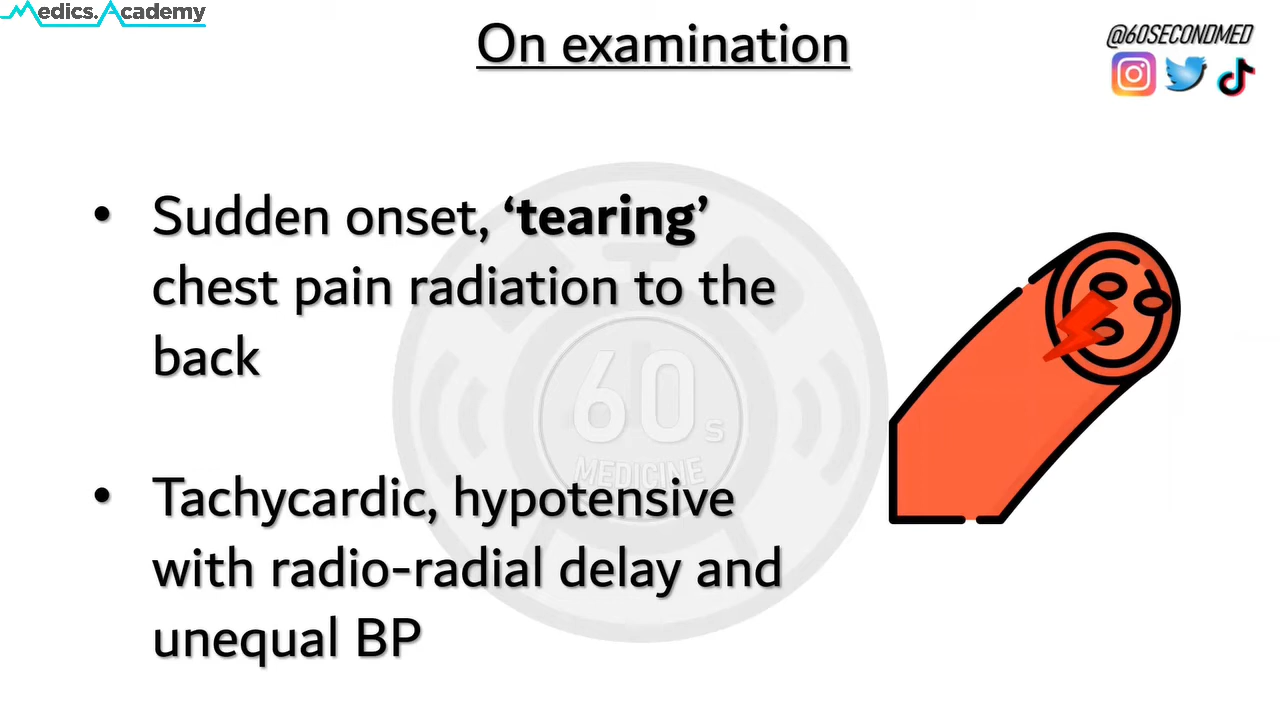 Medics.Academy
On examination
@60SECONDMED
• Sudden onset, ‘tearing’
chest pain radiation to the
back
60s
MEDICINE
• Tachycardic, hypotensive
with radio-radial delay and
unequal BP